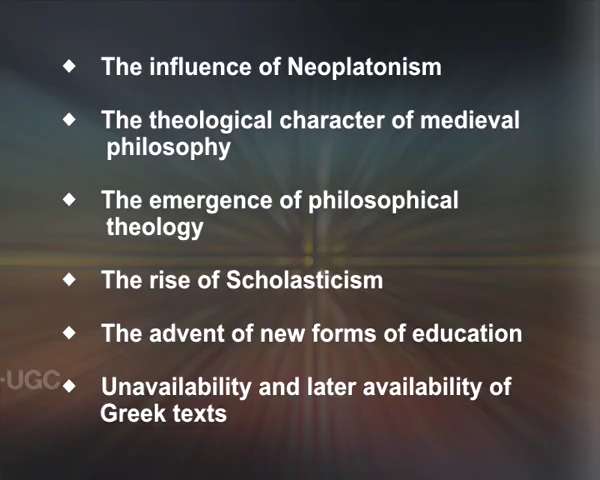 ◆ The influence of Neoplatonism
◆ The theological character of medieval
philosophy
◆ The emergence of philosophical
theology
◆ The rise of Scholasticism
◆ The advent of new forms of education
-UGC
◆ Unavailability and later availability of
Greek texts